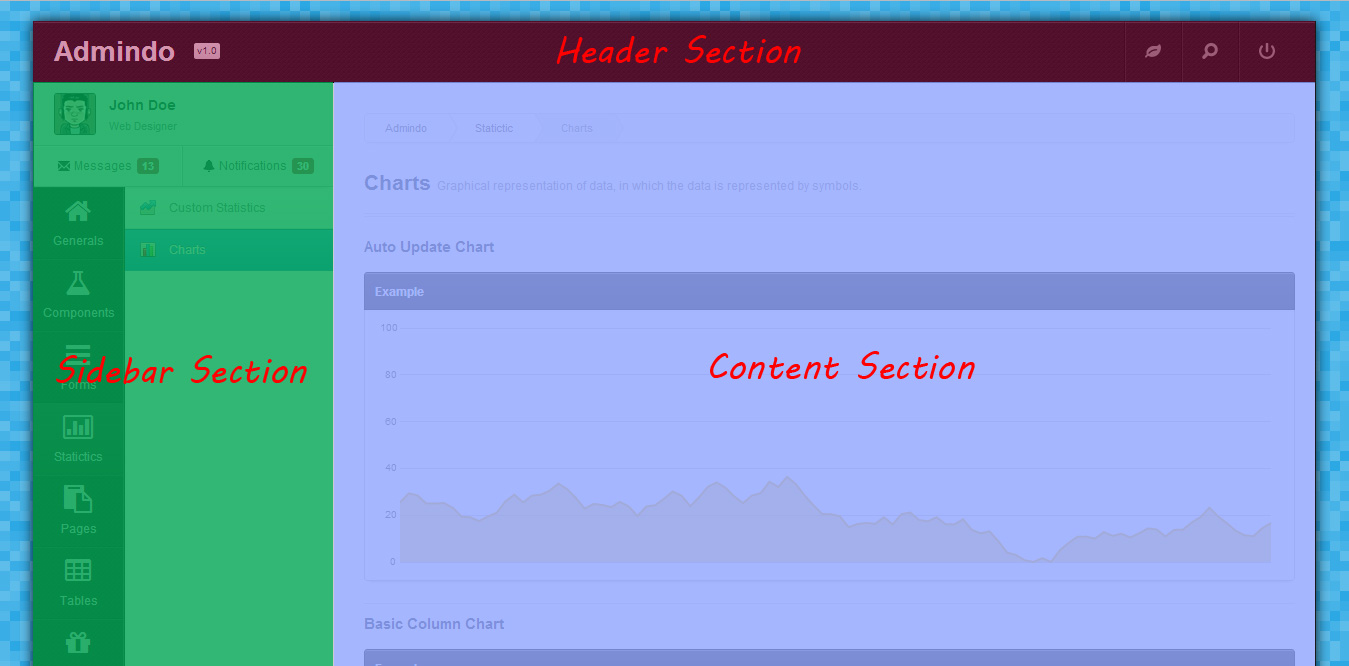 Admindo v1.0
Header Section
John Doe
Web Designer
Messages 13
Notifications 30
Generals
Components
Forms
Statictics
Pages
Tables
Custom Statistics
Charts
Sidebar Section
Admindo
Statictic
Charts
Charts Graphical representation of data, in which the data is represented by symbols.
Auto Update Chart
Example
100
80
60
40
20
0
Content Section
Basic Column Chart